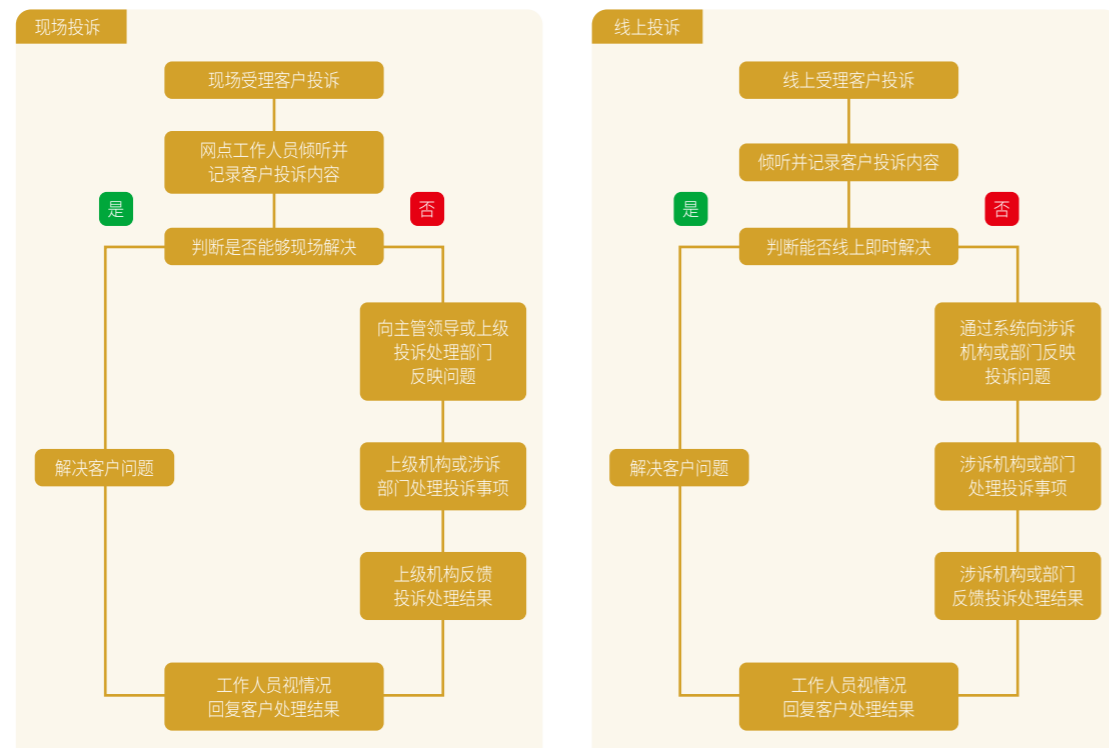 现场投诉
现场受理客户投诉
网点工作人员倾听并
记录客户投诉内容
是
否
判断是否能够现场解决
向主管领导或上级
投诉处理部门
反映问题
解决客户问题
上级机构或涉诉
部门处理投诉事项
上级机构反馈
投诉处理结果
工作人员视情况
回复客户处理结果
线上投诉
线上受理客户投诉
倾听并记录客户投诉内容
是
否
判断能否线上即时解决
通过系统向涉诉
机构或部门反映
投诉问题
解决客户问题
涉诉机构或部门
处理投诉事项
涉诉机构或部门
反馈投诉处理结果
工作人员视情况
回复客户处理结果